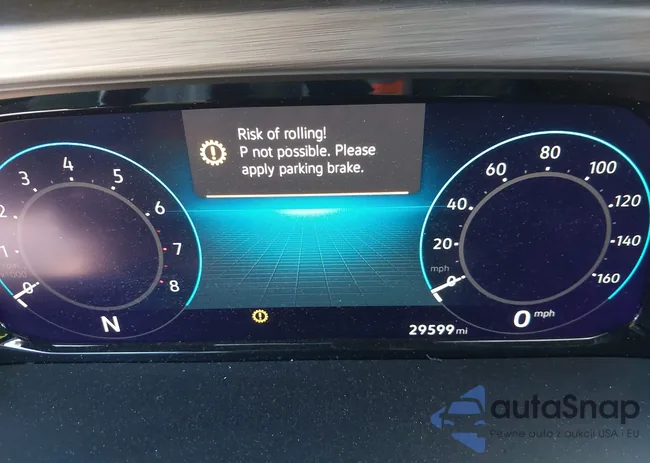 Risk of rolling!
P not possible. Please
apply parking brake.
4
3
5
2
6
1
7
0
8
N
80
60
100
40
120
20
140
mph
0
160
0 mph
29599 mi
autaSnap
Pewne auta z aukcji USA i EU